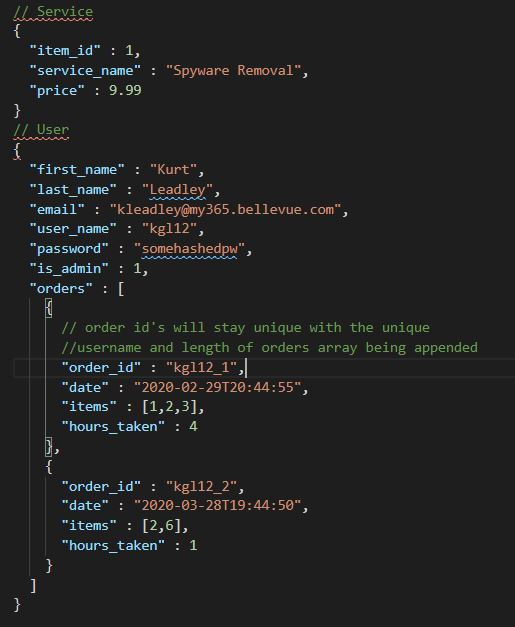 // Service
{
  "item_id" : 1,
  "service_name" : "Spyware Removal",
  "price" : 9.99
}
// User
{
  "first_name" : "Kurt",
  "last_name" : "Leadley",
  "email" : "kleadley@my365.bellevue.com",
  "user_name" : "kgl12",
  "password" : "somehashedpw",
  "is_admin" : 1,
  "orders" : [
    {
      // order id's will stay unique with the unique
      //username and length of orders array being appended
      "order_id" : "kgl12_1",
      "date" : "2020-02-29T20:44:55",
      "items" : [1,2,3],
      "hours_taken" : 4
    },
    {
      "order_id" : "kgl12_2",
      "date" : "2020-03-28T19:44:50",
      "items" : [2,6],
      "hours_taken" : 1
    }
  ]
}